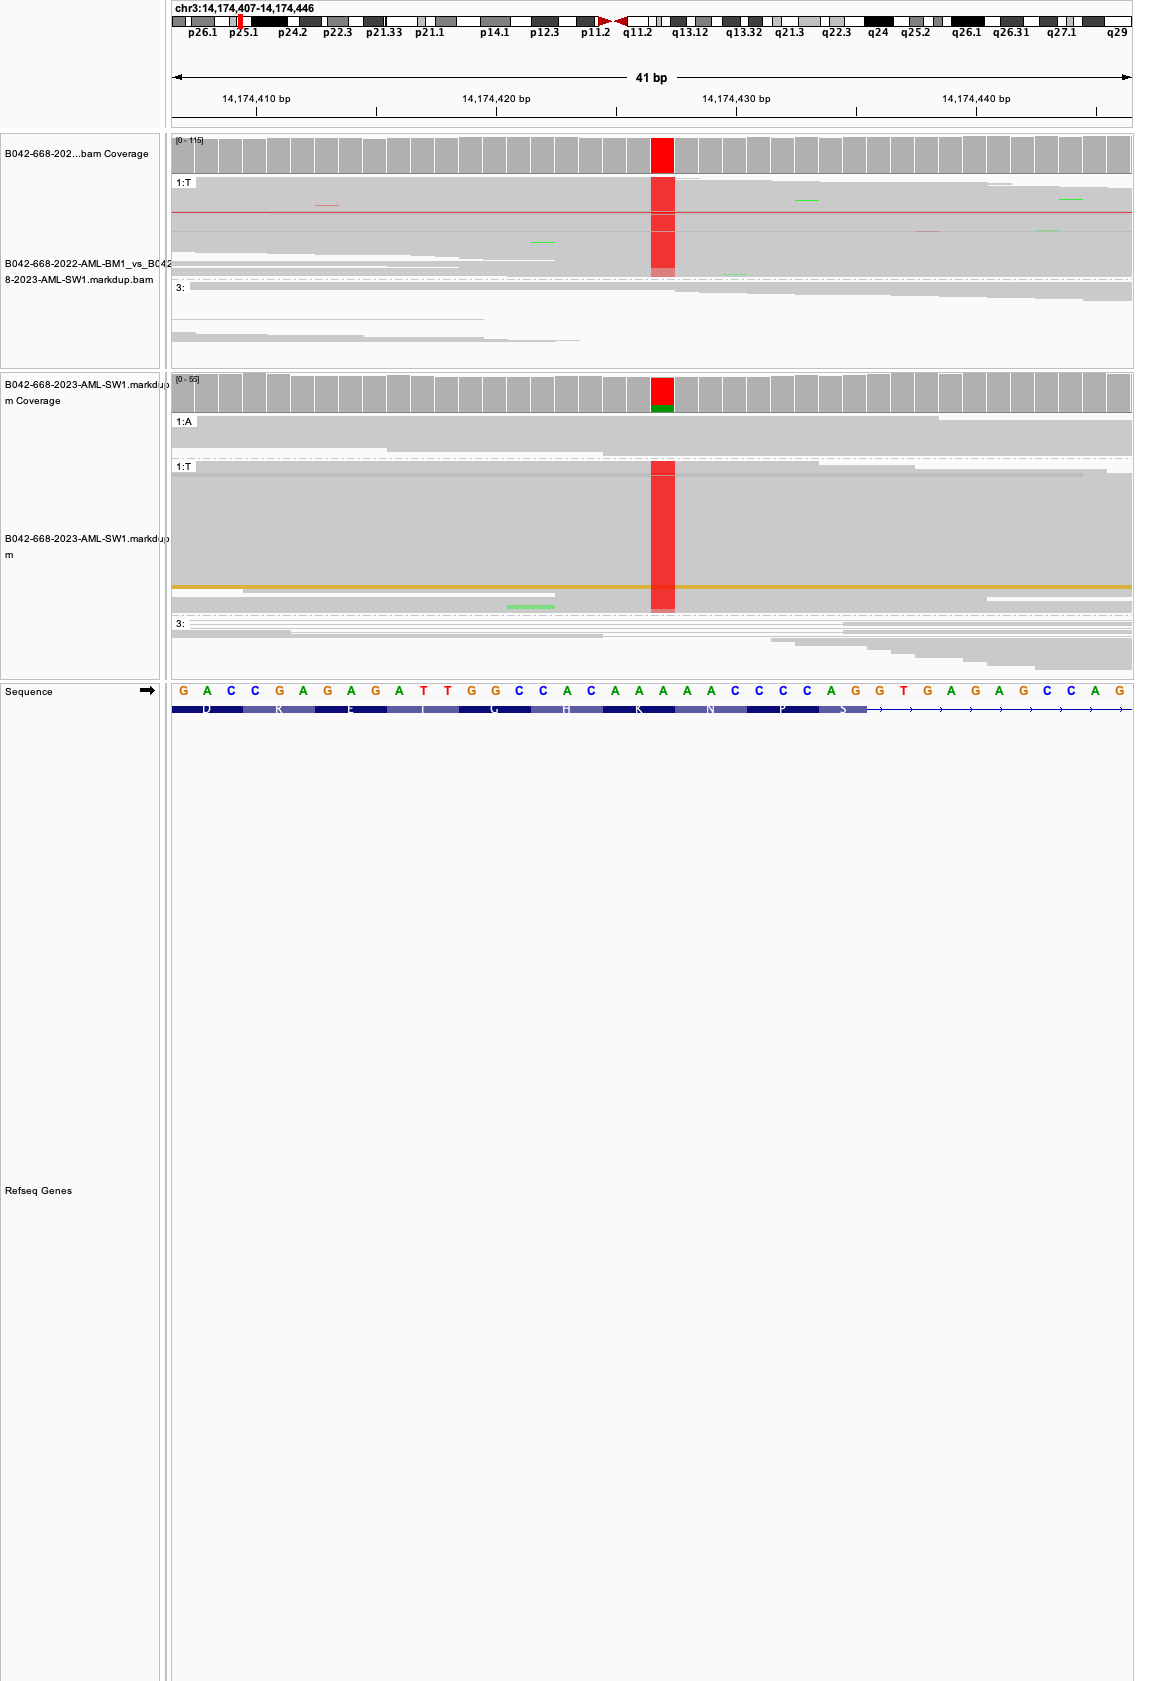 chr3:14,174,407-14,174,446
p26.1 p25.1 p24.2 p22.3 p21.33 p21.1 p14.1 p12.3 p11.2 q11.2 q13.12 q13.32 q21.3 q22.3 q24 q25.2 q26.1 q26.31 q27.1 q29
41 bp
14,174,410 bp 14,174,420 bp 14,174,430 bp 14,174,440 bp
[0 - 115]
B042-668-202...bam Coverage
1:T
B042-668-2022-AML-BM1_vs_B042
8-2023-AML-SW1.markdup.bam
3:
[0 - 55]
B042-668-2023-AML-SW1.markdup
m Coverage
1:A
1:T
B042-668-2023-AML-SW1.markdup
m
3:
Sequence G A C C G A G A G A T T G G C C A C A A A A A C C C C A G G T G A G A G C C A G
D R E I G H K N P S
Refseq Genes